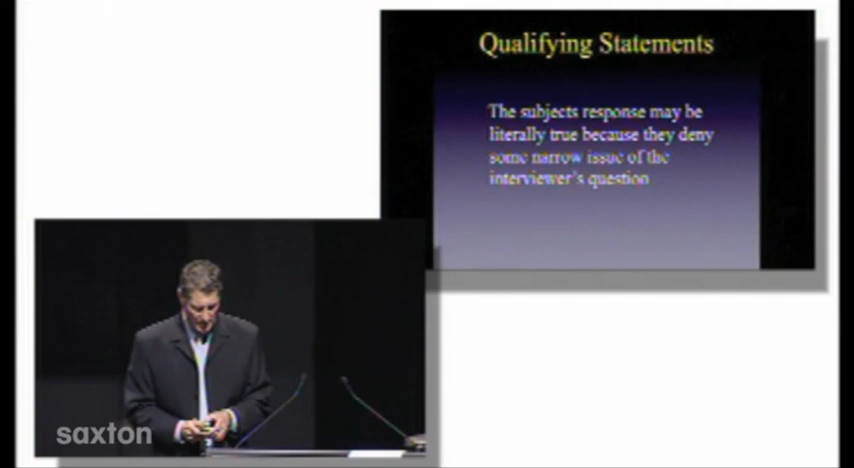 Qualifying Statements
The subjects response may be
literally true because they deny
some narrow issue of the
interviewer's question
saxton